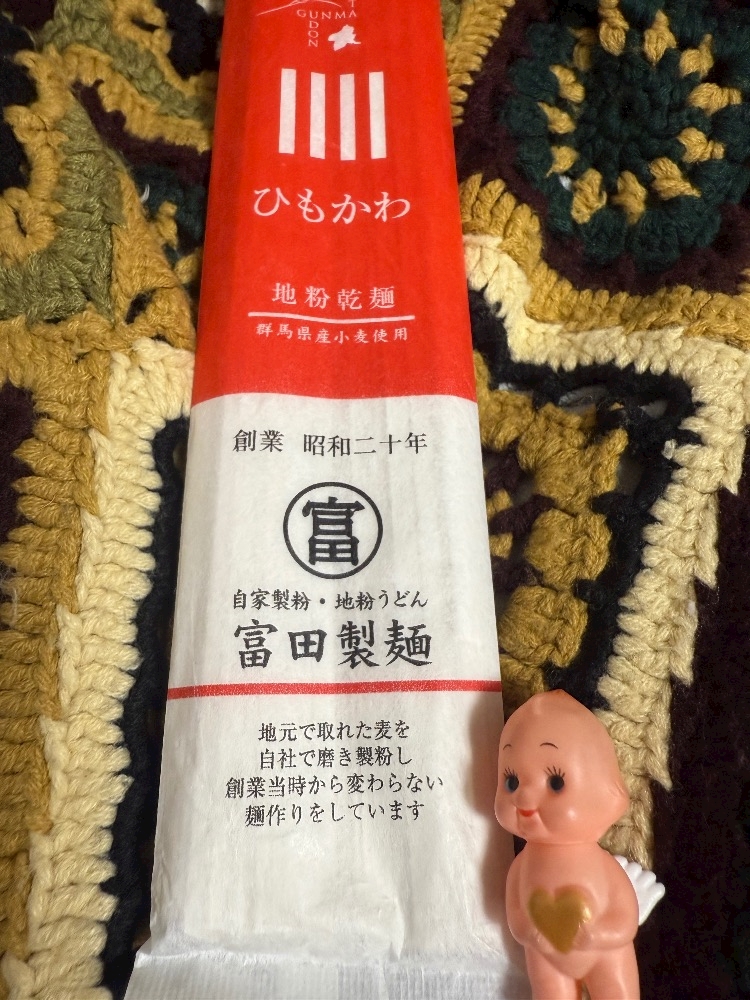 GUNMA
UDON
ひもかわ
地粉乾麺
群馬県産小麦使用
創業 昭和二十年
富
自家製粉・地粉うどん
富田製麺
地元で取れた麦を
自社で磨き製粉し
創業当時から変わらない
麺作りをしています